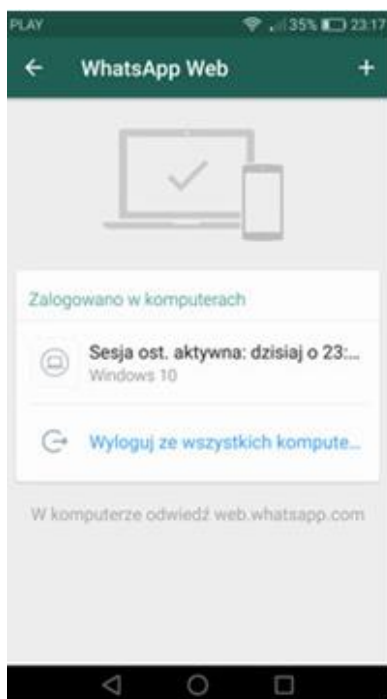 PLAY 35% 23:17
WhatsApp Web
Zalogowano w komputerach
Sesja ost. aktywna: dzisiaj o 23:...
Windows 10
Wyloguj ze wszystkich kompute...
W komputerze odwiedź web.whatsapp.com